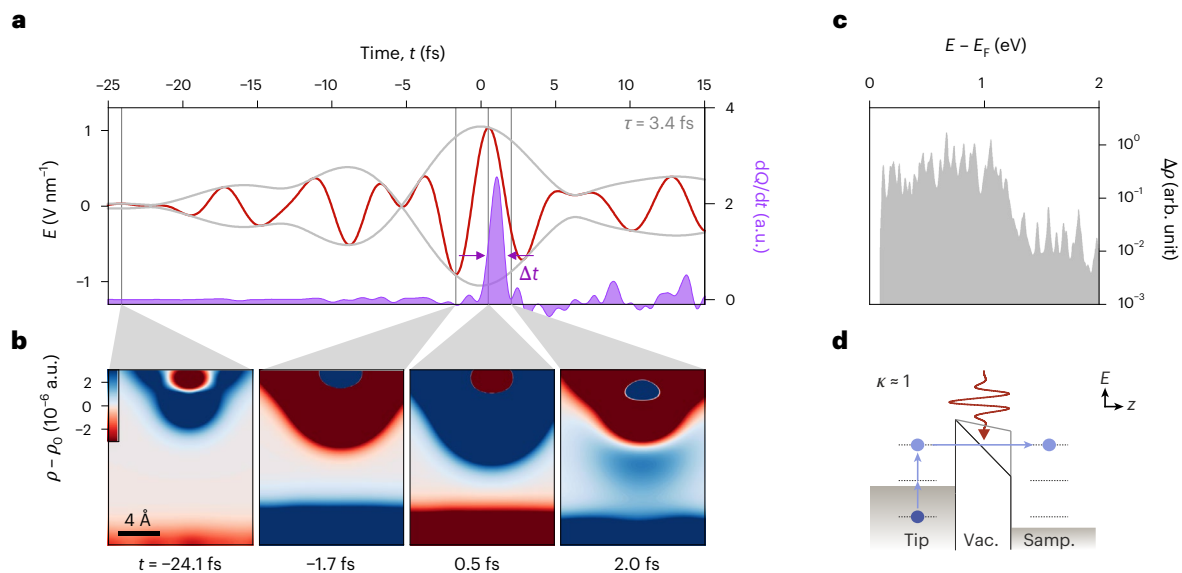 a
Time, t (fs)
−25 −20 −15 −10 −5 0 5 10 15
E (V nm⁻¹)
1
0
−1
τ = 3.4 fs
Δt
4
2
0
dQ/dt (a.u.)
b
ρ − ρ₀ (10⁻⁶ a.u.)
2
0
−2
4 Å
t = −24.1 fs −1.7 fs 0.5 fs 2.0 fs
c
E − E_F (eV)
0 1 2
10⁰
10⁻¹
10⁻²
10⁻³
Δρ (arb. unit)
d
κ ≈ 1
E
z
Tip Vac. Samp.